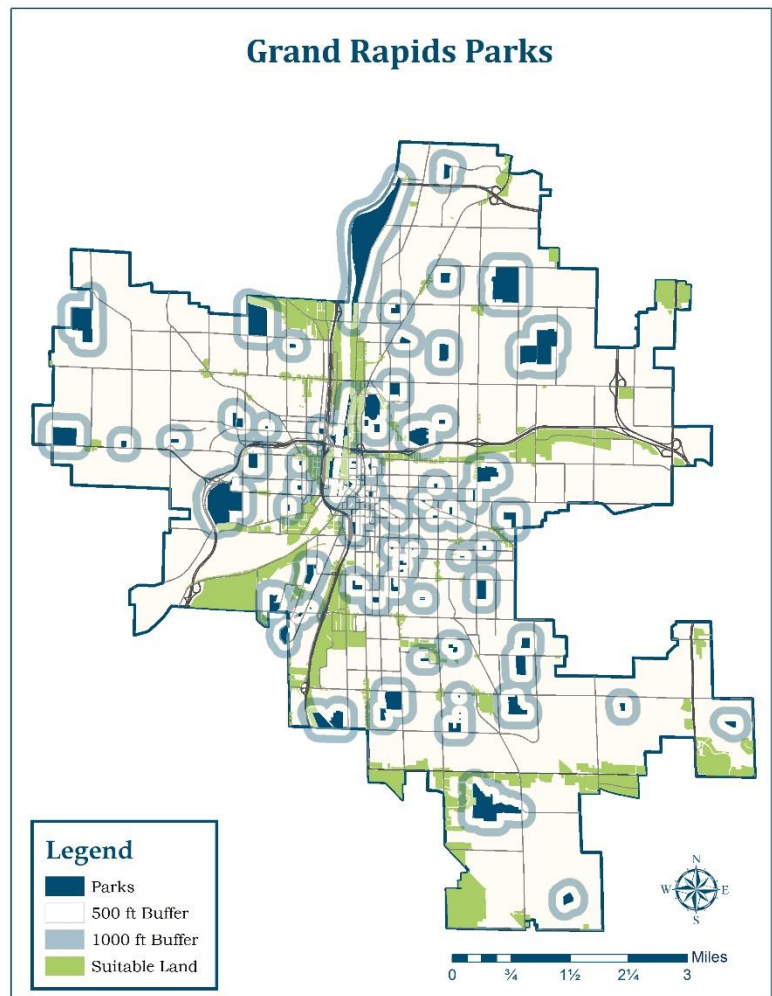 Grand Rapids Parks
Legend
Parks
500 ft Buffer
1000 ft Buffer
Suitable Land
N
W E
S
Miles
0 ¾ 1½ 2¼ 3